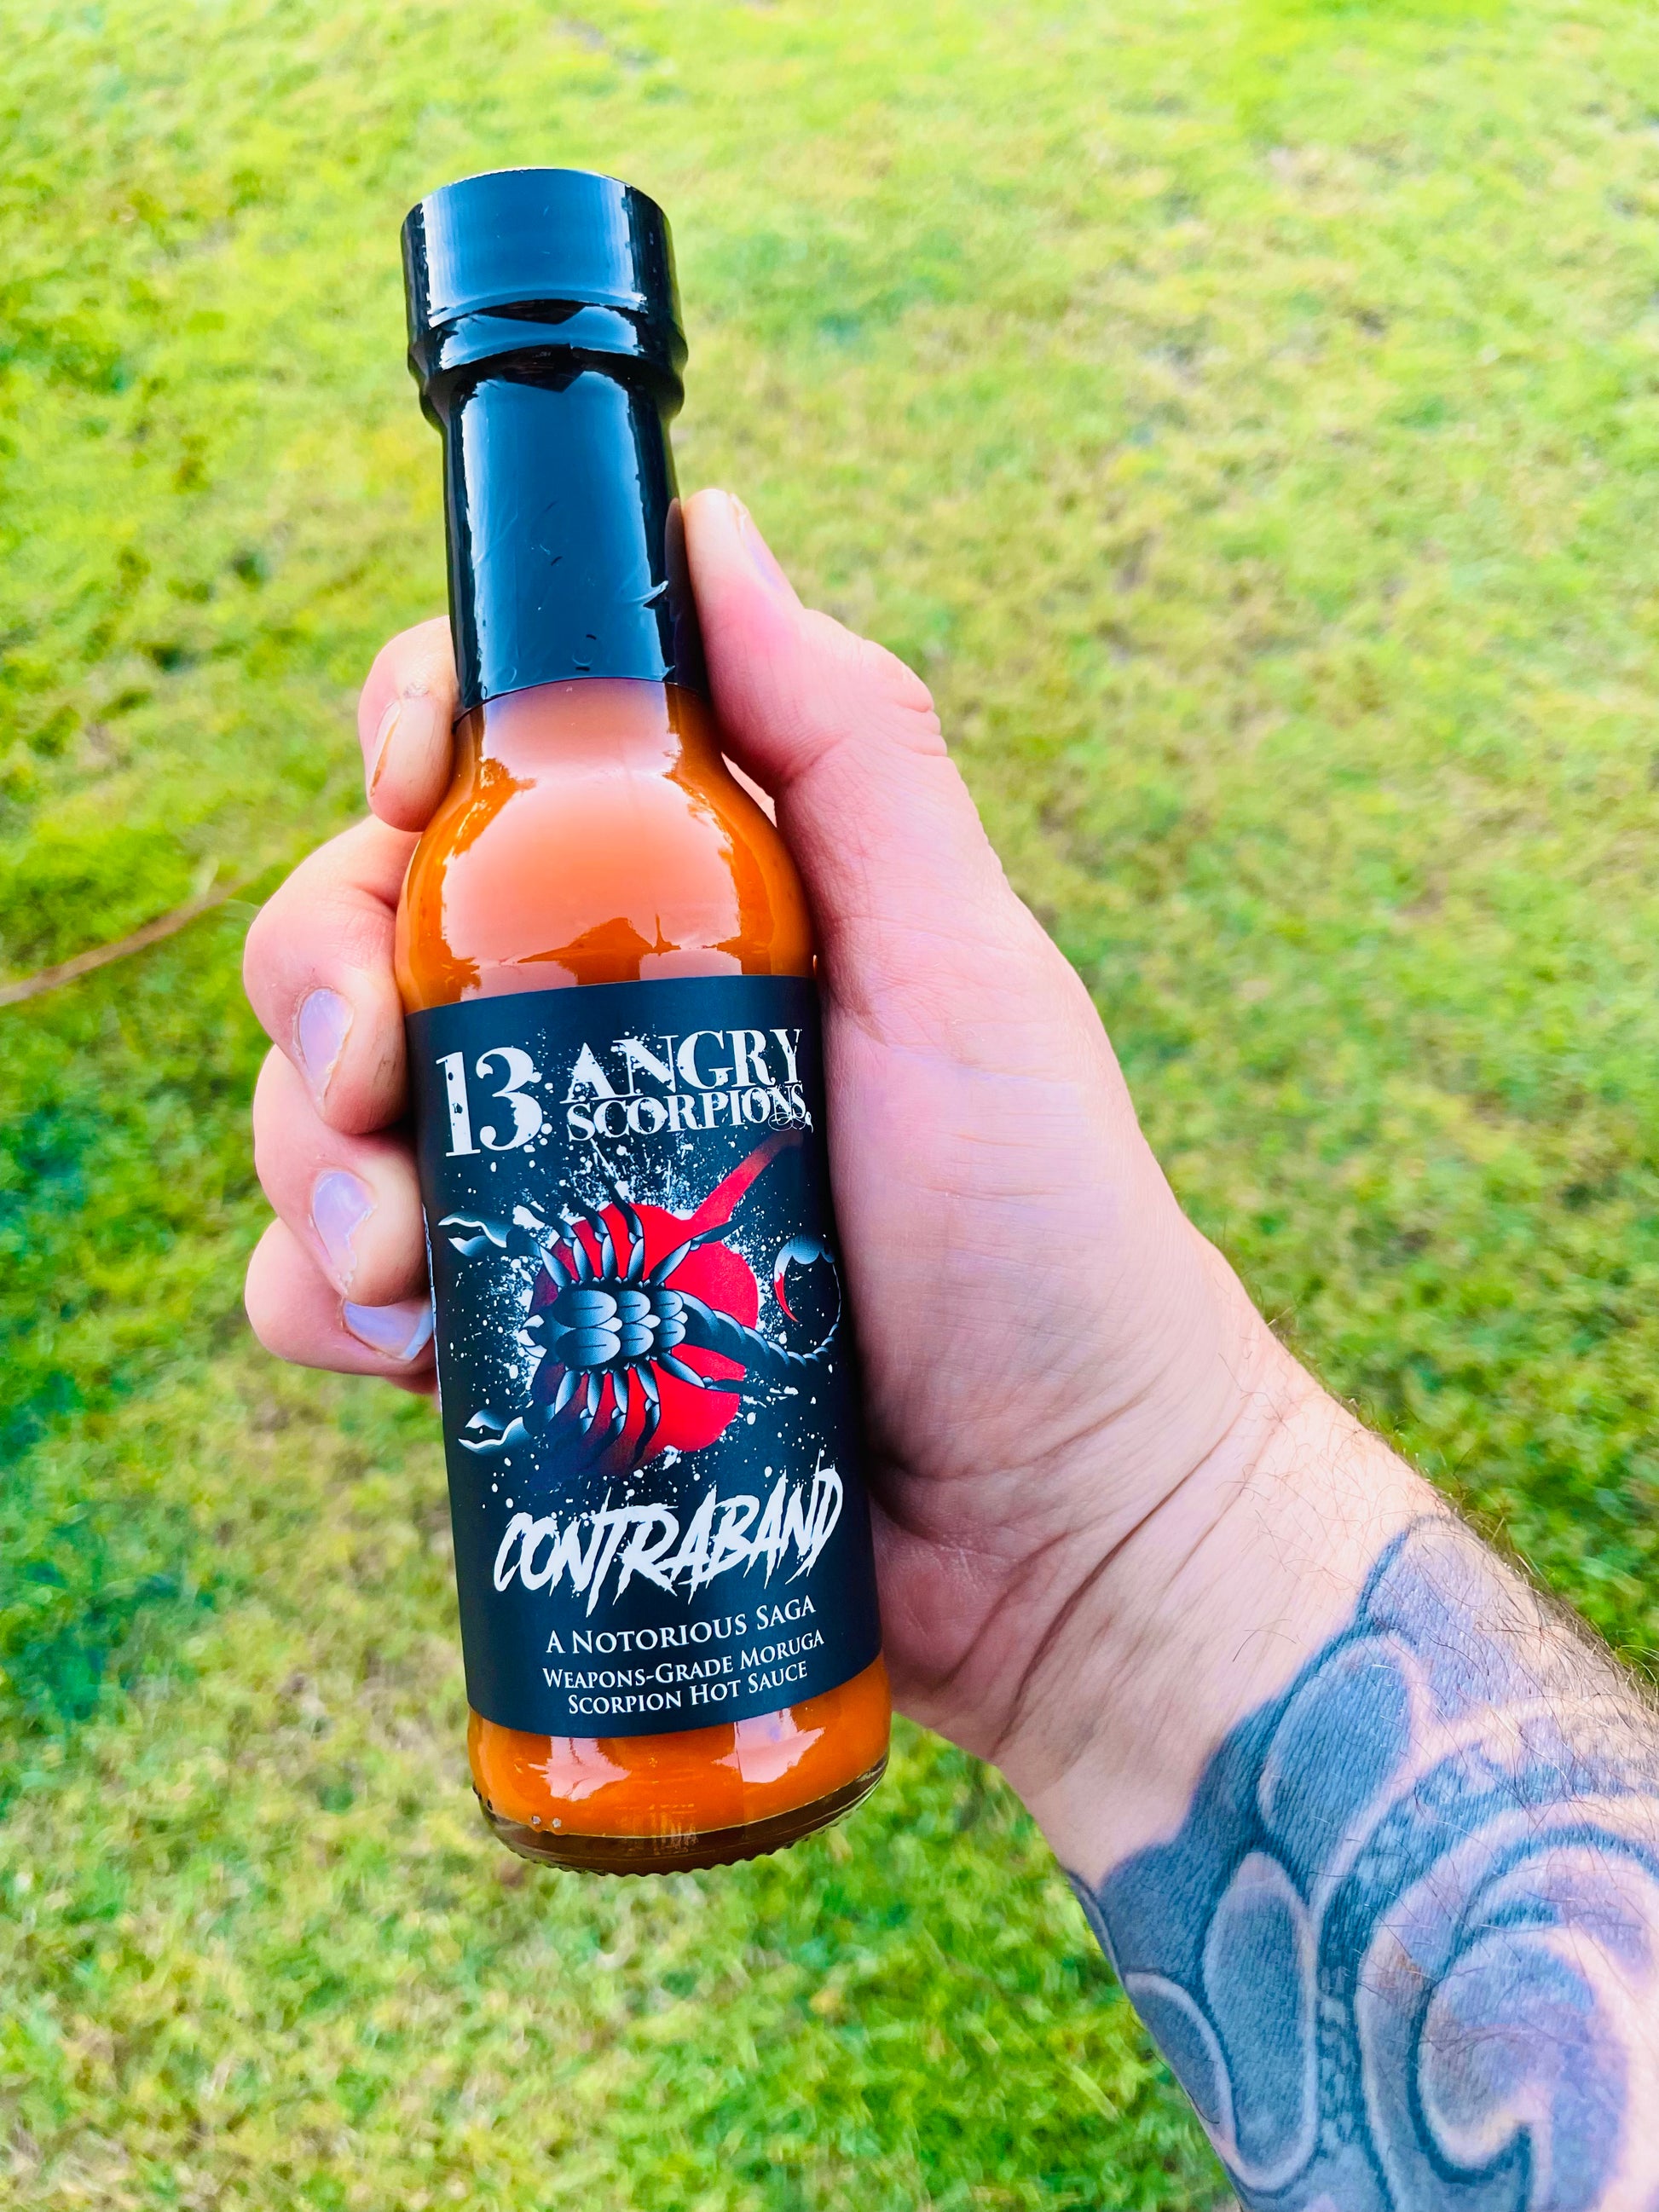 13 ANGRY
SCORPIONS
CONTRABAND
A NOTORIOUS SAGA
WEAPONS-GRADE MORUGA
SCORPION HOT SAUCE